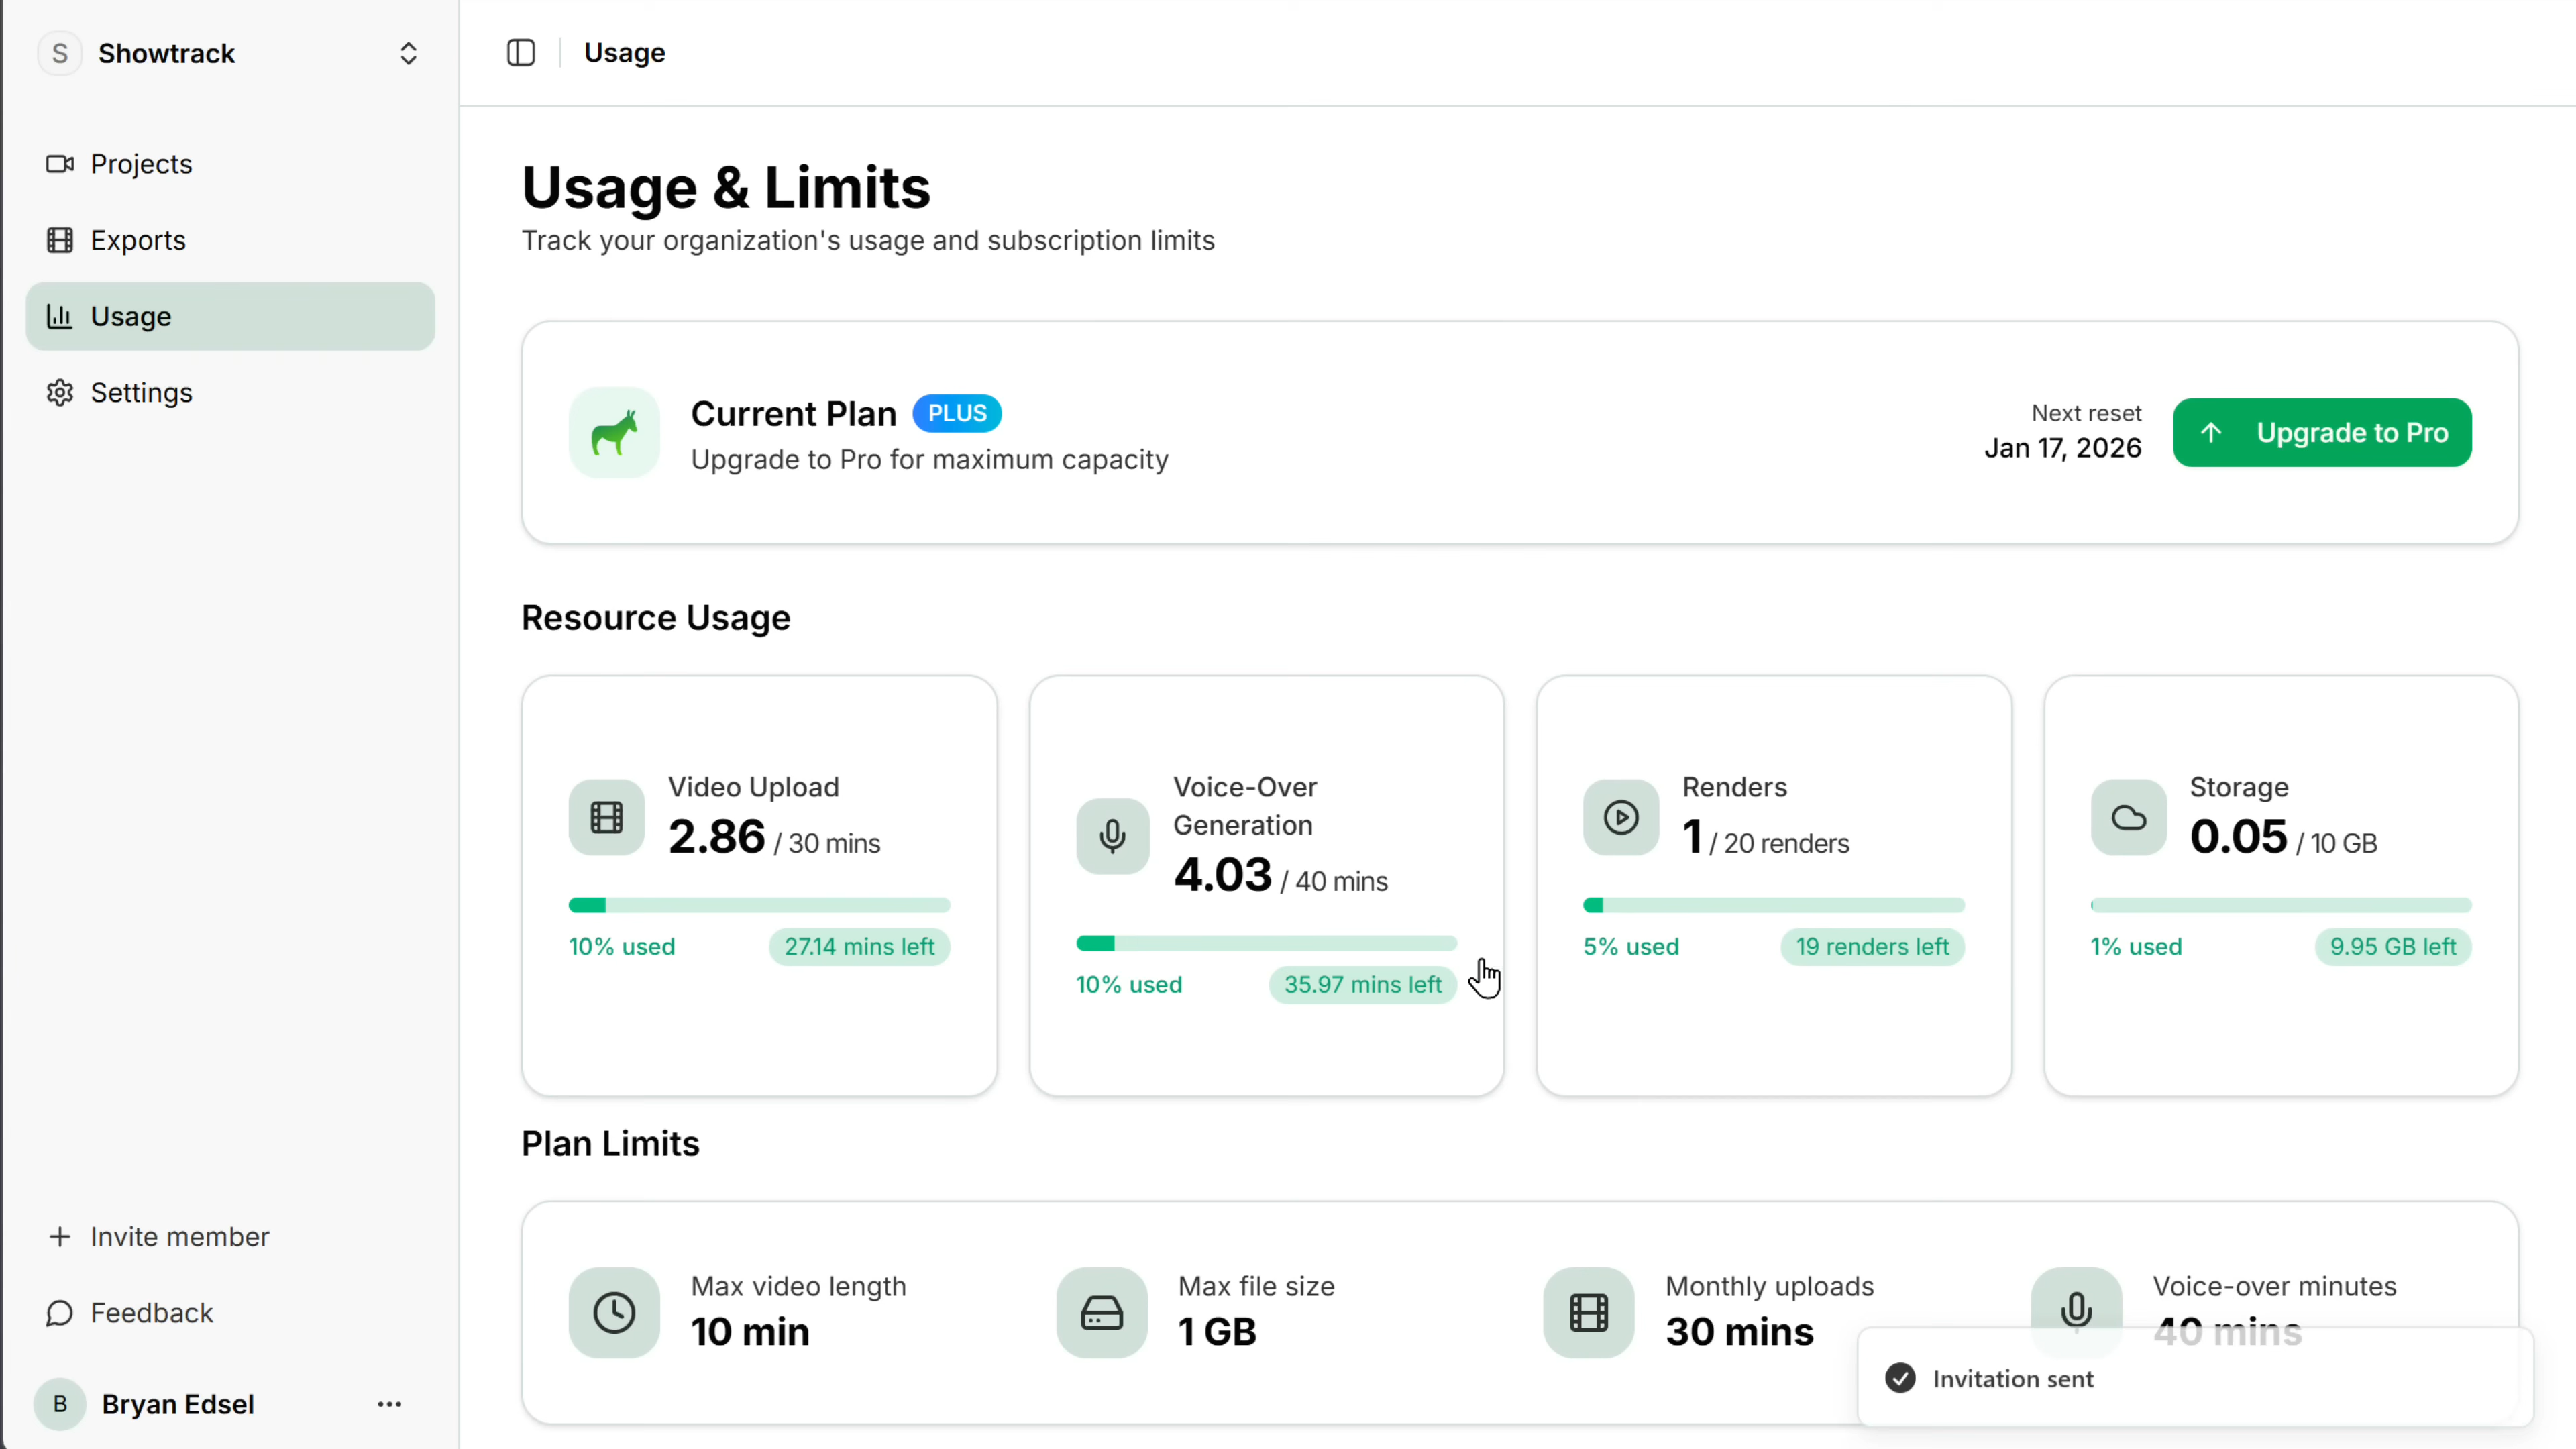 S Showtrack
Projects
Exports
Usage
Settings
Invite member
Feedback
B Bryan Edsel
Usage
Usage & Limits
Track your organization's usage and subscription limits
Current Plan PLUS
Upgrade to Pro for maximum capacity
Next reset
Jan 17, 2026
Upgrade to Pro
Resource Usage
Video Upload
2.86 / 30 mins
10% used 27.14 mins left
Voice-Over
Generation
4.03 / 40 mins
10% used 35.97 mins left
Renders
1 / 20 renders
5% used 19 renders left
Storage
0.05 / 10 GB
1% used 9.95 GB left
Plan Limits
Max video length
10 min
Max file size
1 GB
Monthly uploads
30 mins
Voice-over minutes
40 mins
Invitation sent